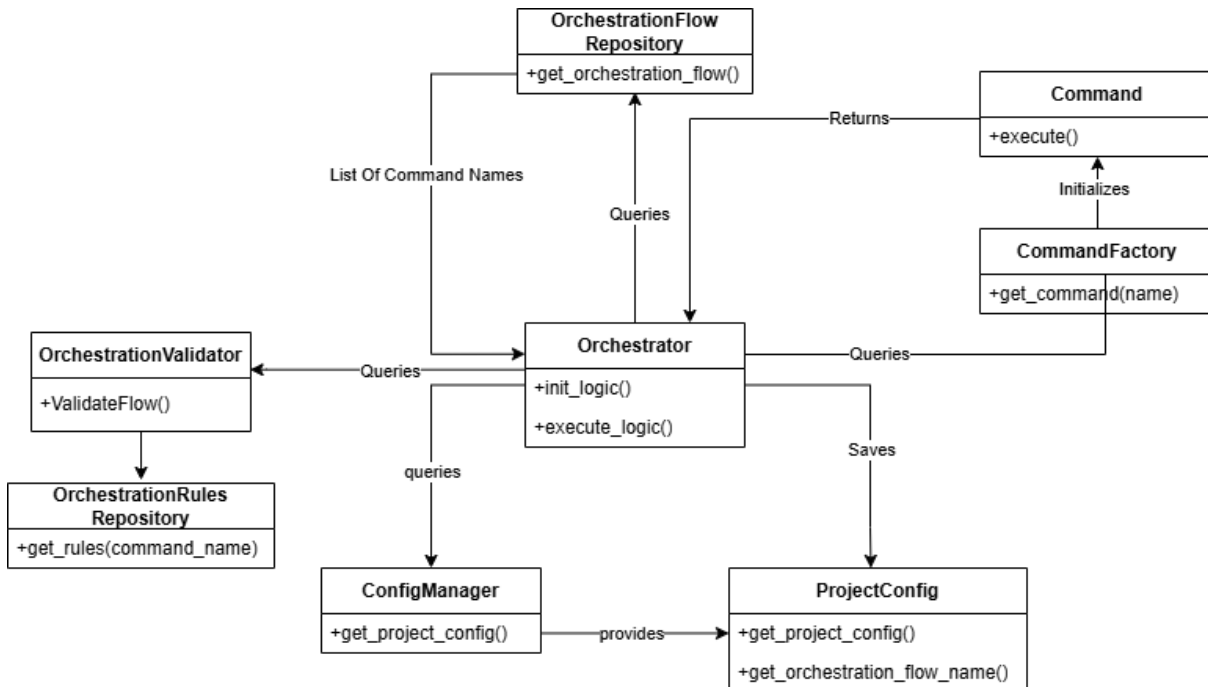 OrchestrationFlow
Repository
+get_orchestration_flow()
Command
+execute()
Returns
List Of Command Names
Initializes
Queries
CommandFactory
+get_command(name)
Orchestrator
+init_logic()
+execute_logic()
Queries
OrchestrationValidator
+ValidateFlow()
Queries
Saves
queries
OrchestrationRules
Repository
+get_rules(command_name)
ConfigManager
+get_project_config()
provides
ProjectConfig
+get_project_config()
+get_orchestration_flow_name()